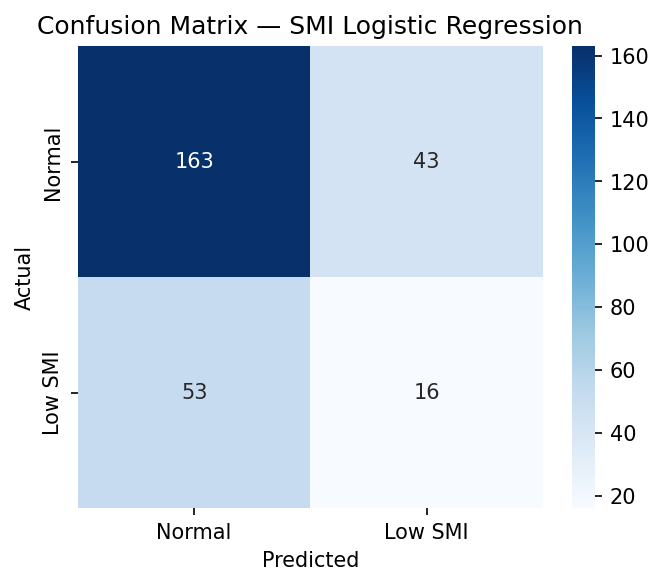 Confusion Matrix — SMI Logistic Regression
Actual
Normal
163
43
Low SMI
53
16
Normal
Low SMI
Predicted
160
140
120
100
80
60
40
20